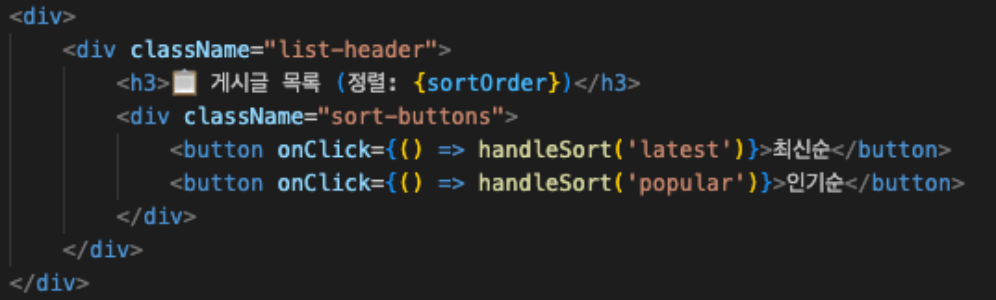 <div>
<div className="list-header">
<h3>📋 게시글 목록 (정렬: {sortOrder})</h3>
<div className="sort-buttons">
<button onClick={() => handleSort('latest')}>최신순</button>
<button onClick={() => handleSort('popular')}>인기순</button>
</div>
</div>
</div>